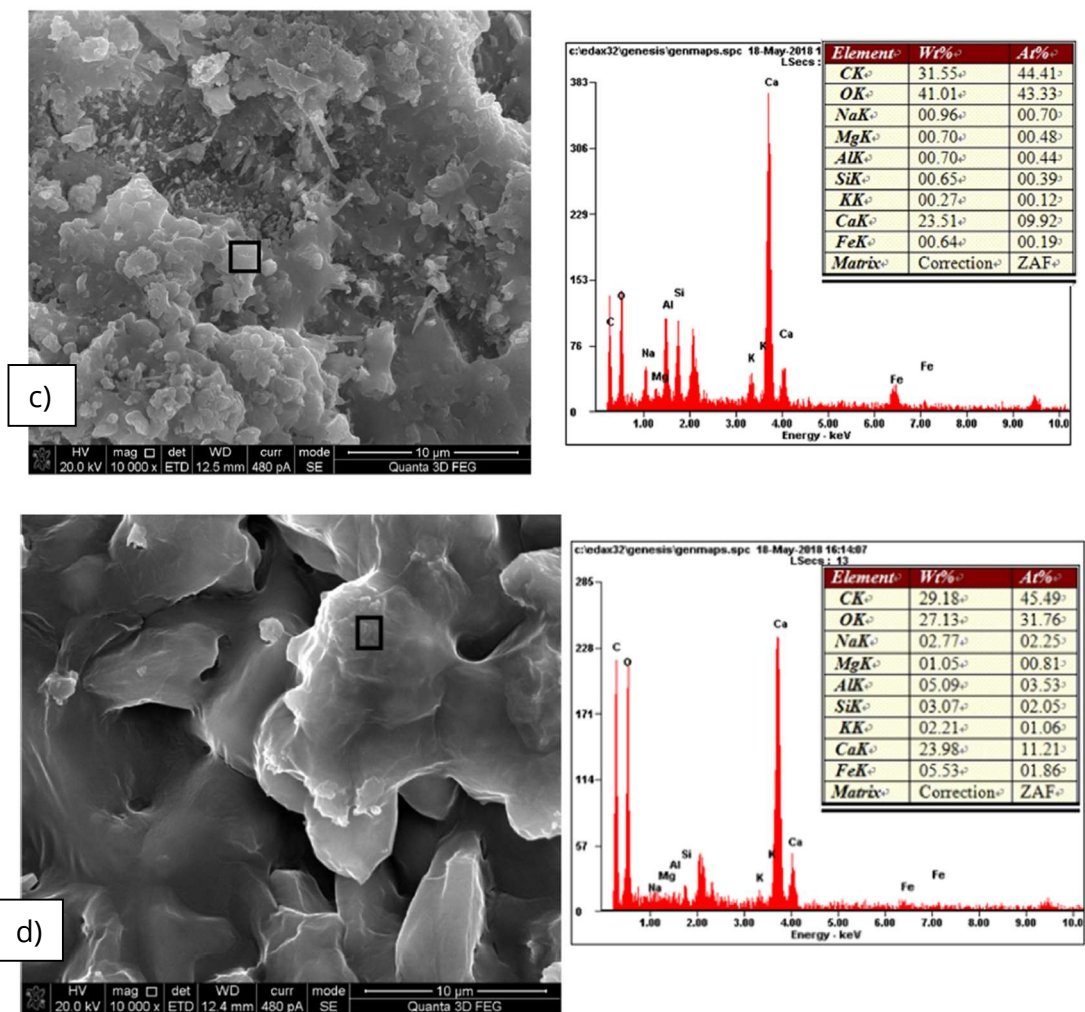 c:\edax32\genesis\genmaps.spc 18-May-2018 1
LSecs :
Element Wt% At%
CK 31.55 44.41
OK 41.01 43.33
NaK 00.96 00.70
MgK 00.70 00.48
AlK 00.70 00.44
SiK 00.65 00.39
KK 00.27 00.12
CaK 23.51 09.92
FeK 00.64 00.19
Matrix Correction ZAF
383
306
229
153
76
0
C
O
Na
Mg
Al
Si
K
K
Ca
Ca
Fe
Fe
1.00 2.00 3.00 4.00 5.00 6.00 7.00 8.00 9.00 10.0
Energy - keV
c)
HV mag det WD curr mode 10 µm
20.0 kV 10 000 x ETD 12.5 mm 480 pA SE Quanta 3D FEG
c:\edax32\genesis\genmaps.spc 18-May-2018 16:14:07
LSecs : 13
Element Wt% At%
CK 29.18 45.49
OK 27.13 31.76
NaK 02.77 02.25
MgK 01.05 00.81
AlK 05.09 03.53
SiK 03.07 02.05
KK 02.21 01.06
CaK 23.98 11.21
FeK 05.53 01.86
Matrix Correction ZAF
285
228
171
114
57
0
C
O
Na
Mg
Al
Si
K
K
Ca
Ca
Fe
Fe
1.00 2.00 3.00 4.00 5.00 6.00 7.00 8.00 9.00 10.0
Energy - keV
d)
HV mag det WD curr mode 10 µm
20.0 kV 10 000 x ETD 12.4 mm 480 pA SE Quanta 3D FEG